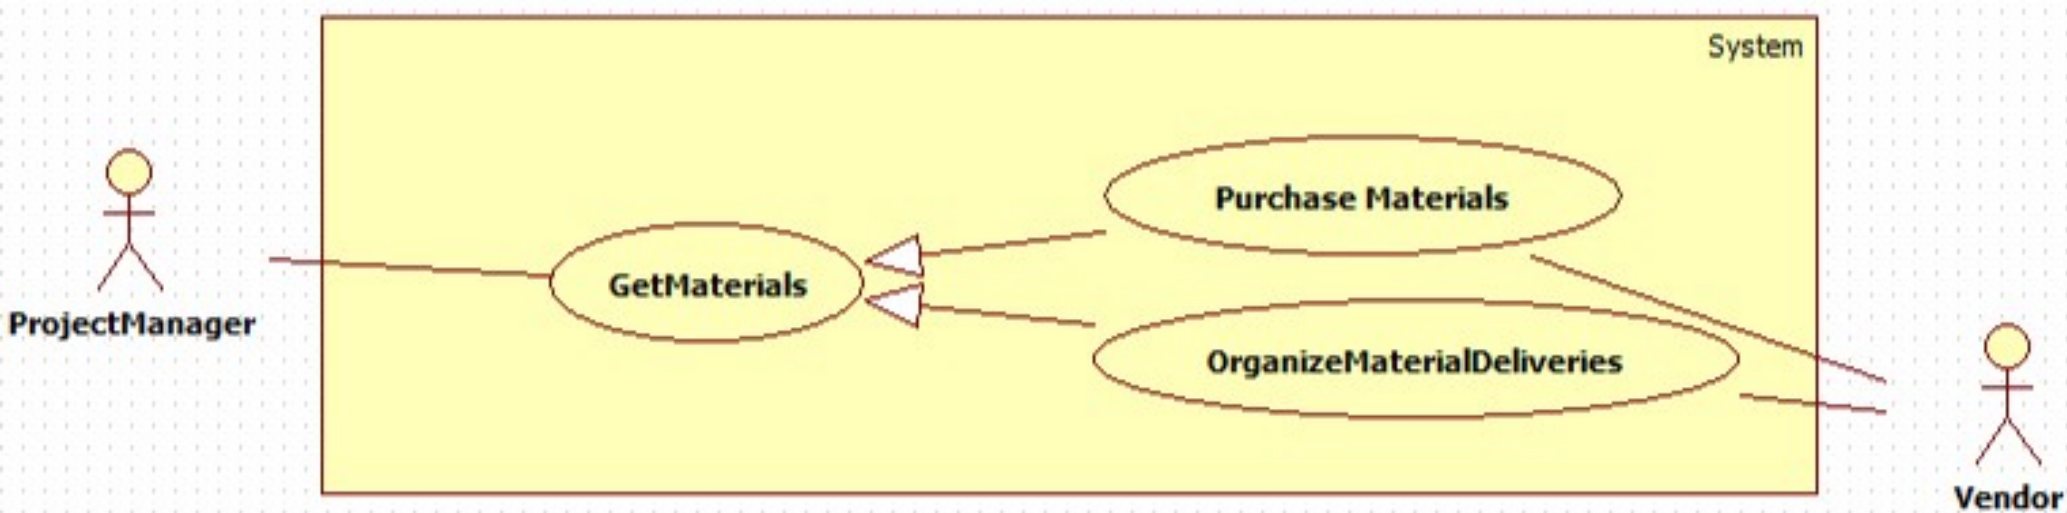 System
Purchase Materials
GetMaterials
ProjectManager
OrganizeMaterialDeliveries
Vendor